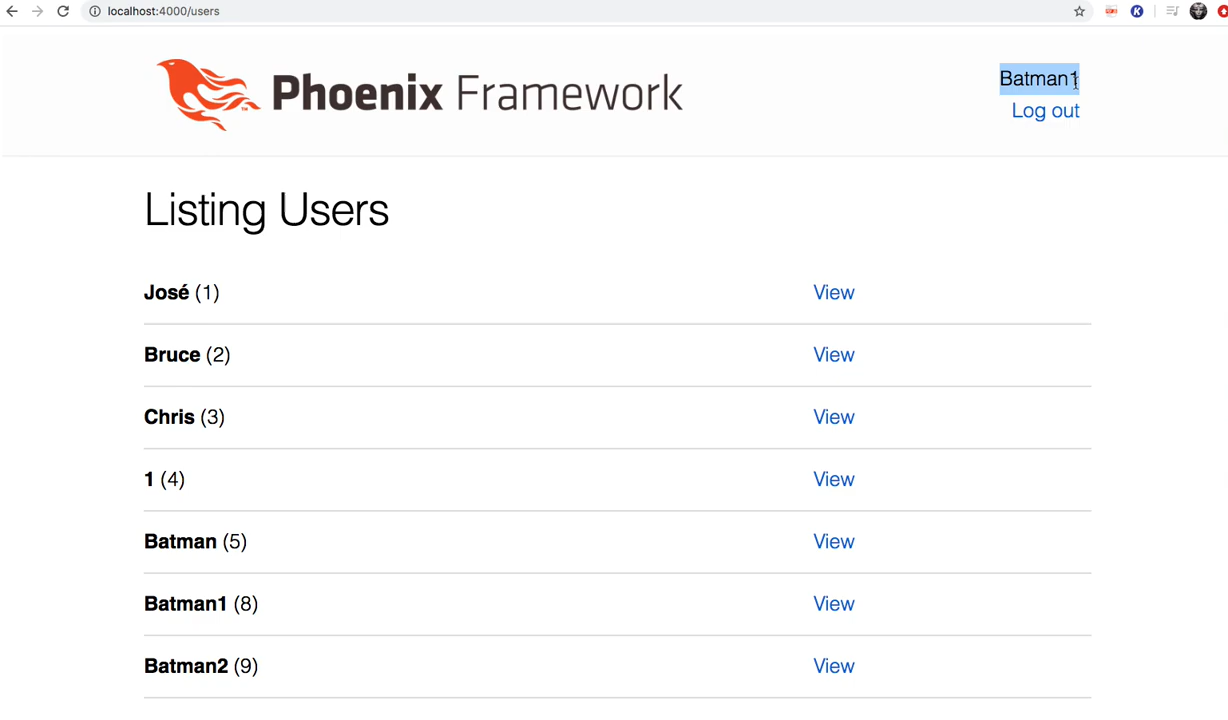 localhost:4000/users
Phoenix Framework
Batman1
Log out
Listing Users
José (1) View
Bruce (2) View
Chris (3) View
1 (4) View
Batman (5) View
Batman1 (8) View
Batman2 (9) View